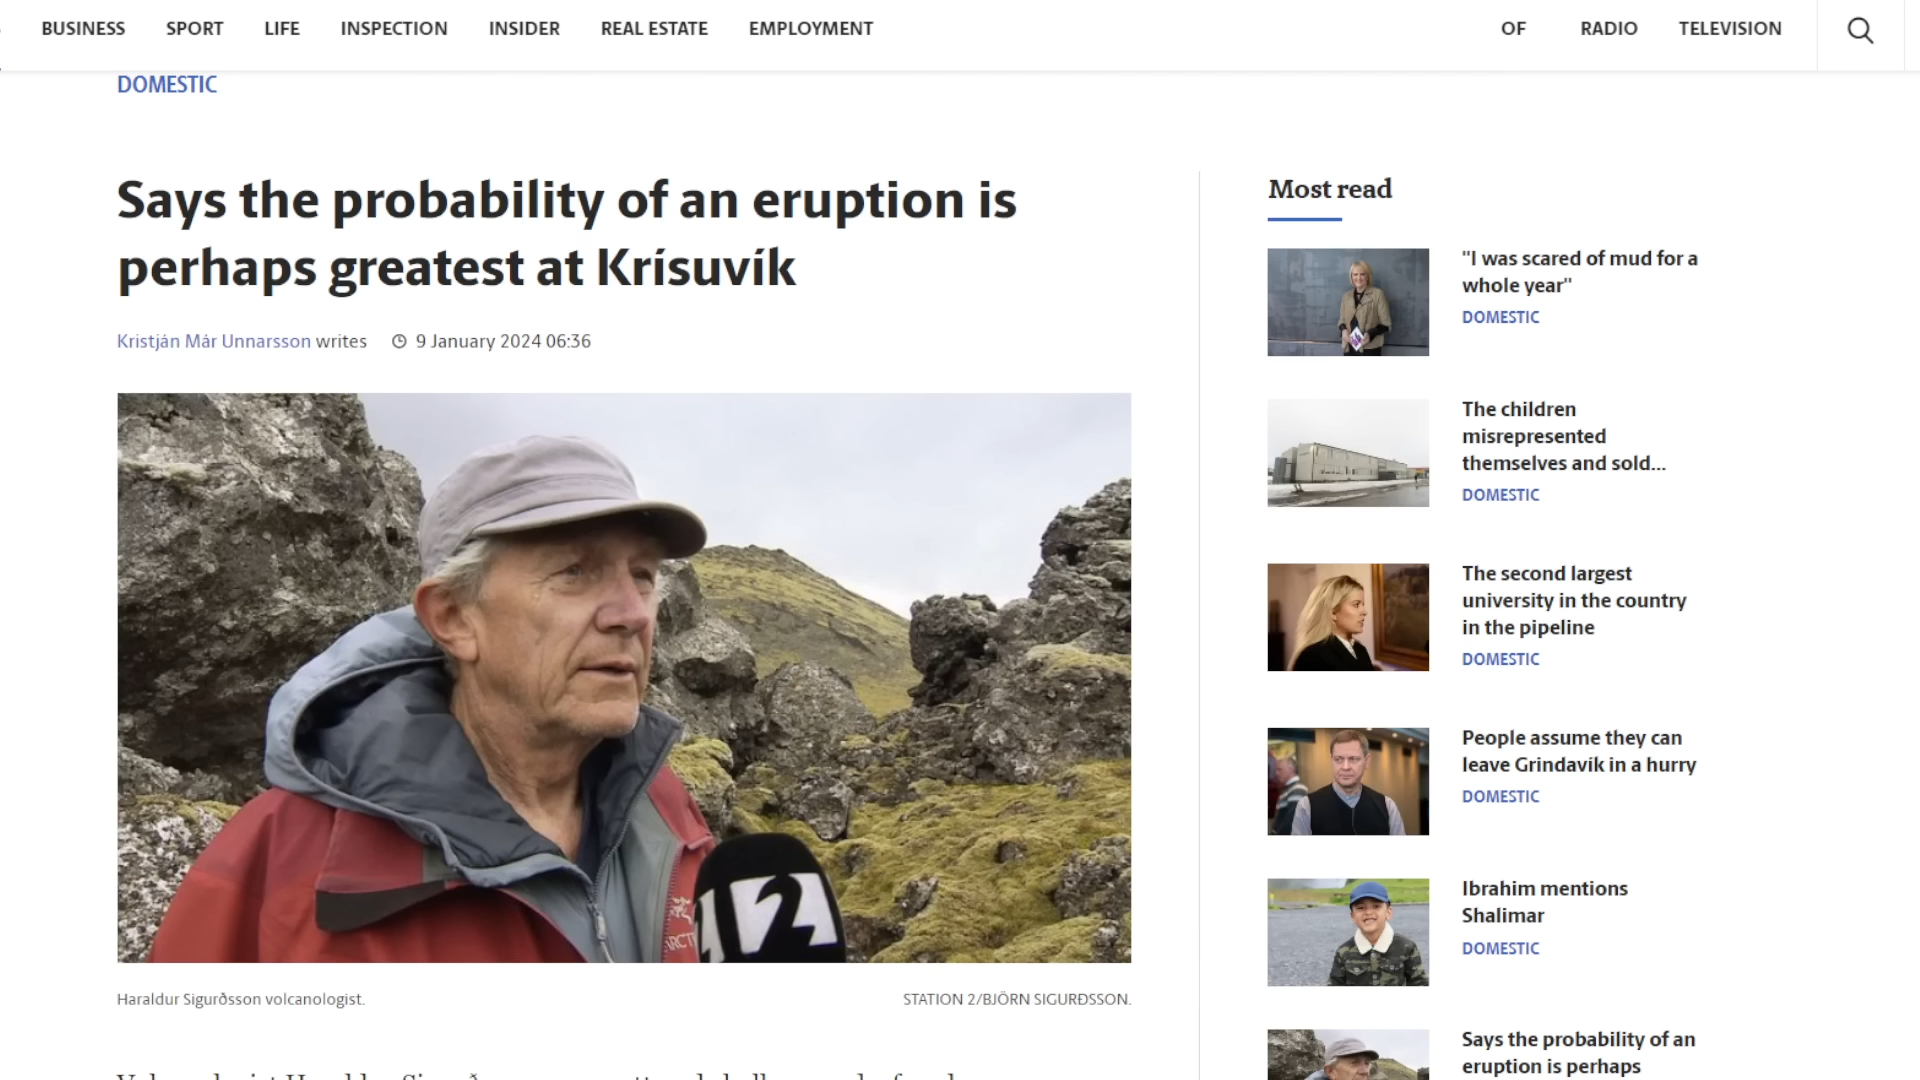 BUSINESS SPORT LIFE INSPECTION INSIDER REAL ESTATE EMPLOYMENT OF RADIO TELEVISION
DOMESTIC
Says the probability of an eruption is
perhaps greatest at Krísuvík
Kristján Már Unnarsson writes 9 January 2024 06:36
12
ARCT
Haraldur Sigurðsson volcanologist.
STATION 2/BJÖRN SIGURÐSSON.
Most read
"I was scared of mud for a
whole year"
DOMESTIC
The children
misrepresented
themselves and sold...
DOMESTIC
The second largest
university in the country
in the pipeline
DOMESTIC
People assume they can
leave Grindavík in a hurry
DOMESTIC
Ibrahim mentions
Shalimar
DOMESTIC
Says the probability of an
eruption is perhaps